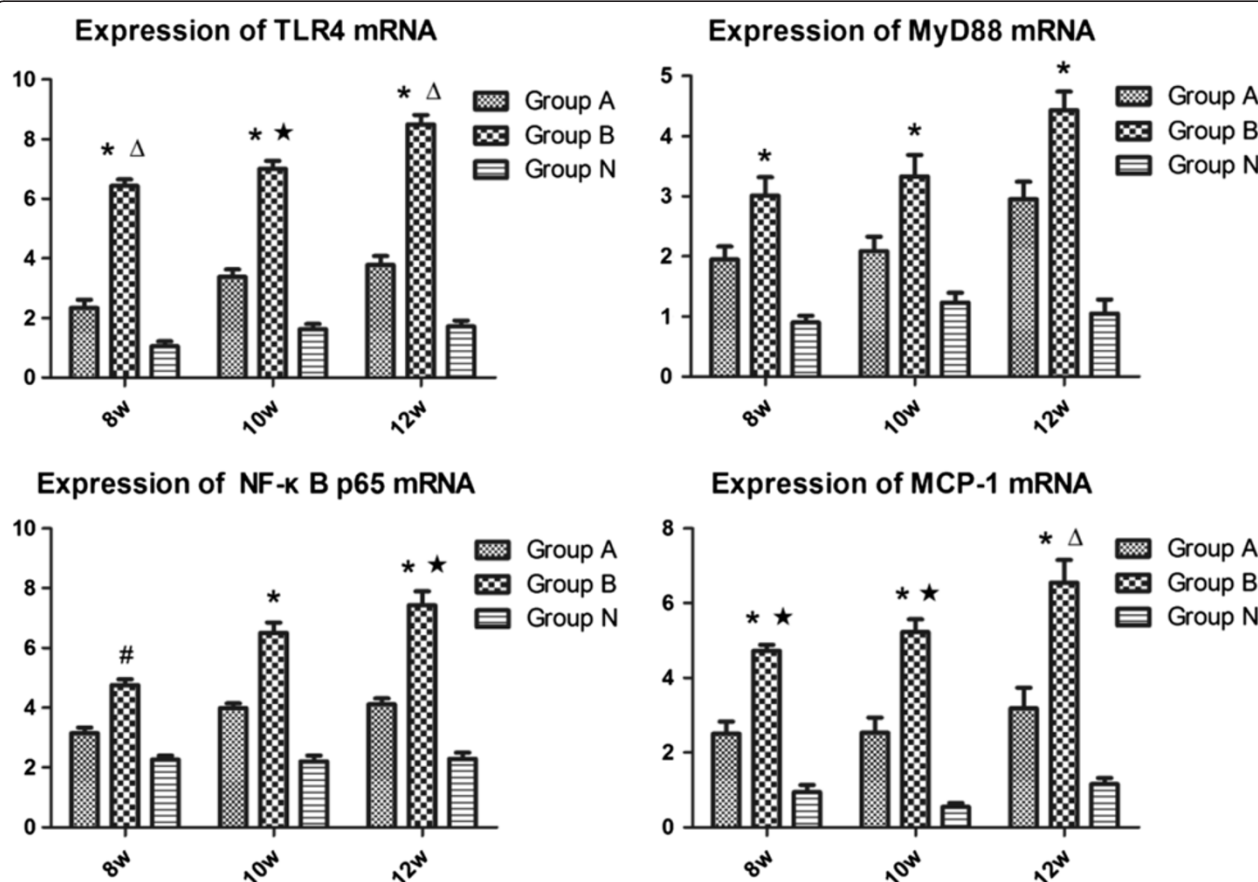 Expression of TLR4 mRNA
10
8
6
4
2
0
* Δ
* ★
* Δ
8w
10w
12w
Group A
Group B
Group N
Expression of MyD88 mRNA
5
4
3
2
1
0
*
*
*
8w
10w
12w
Group A
Group B
Group N
Expression of NF-κ B p65 mRNA
10
8
6
4
2
0
#
*
* ★
8w
10w
12w
Group A
Group B
Group N
Expression of MCP-1 mRNA
8
6
4
2
0
* ★
* ★
* Δ
8w
10w
12w
Group A
Group B
Group N